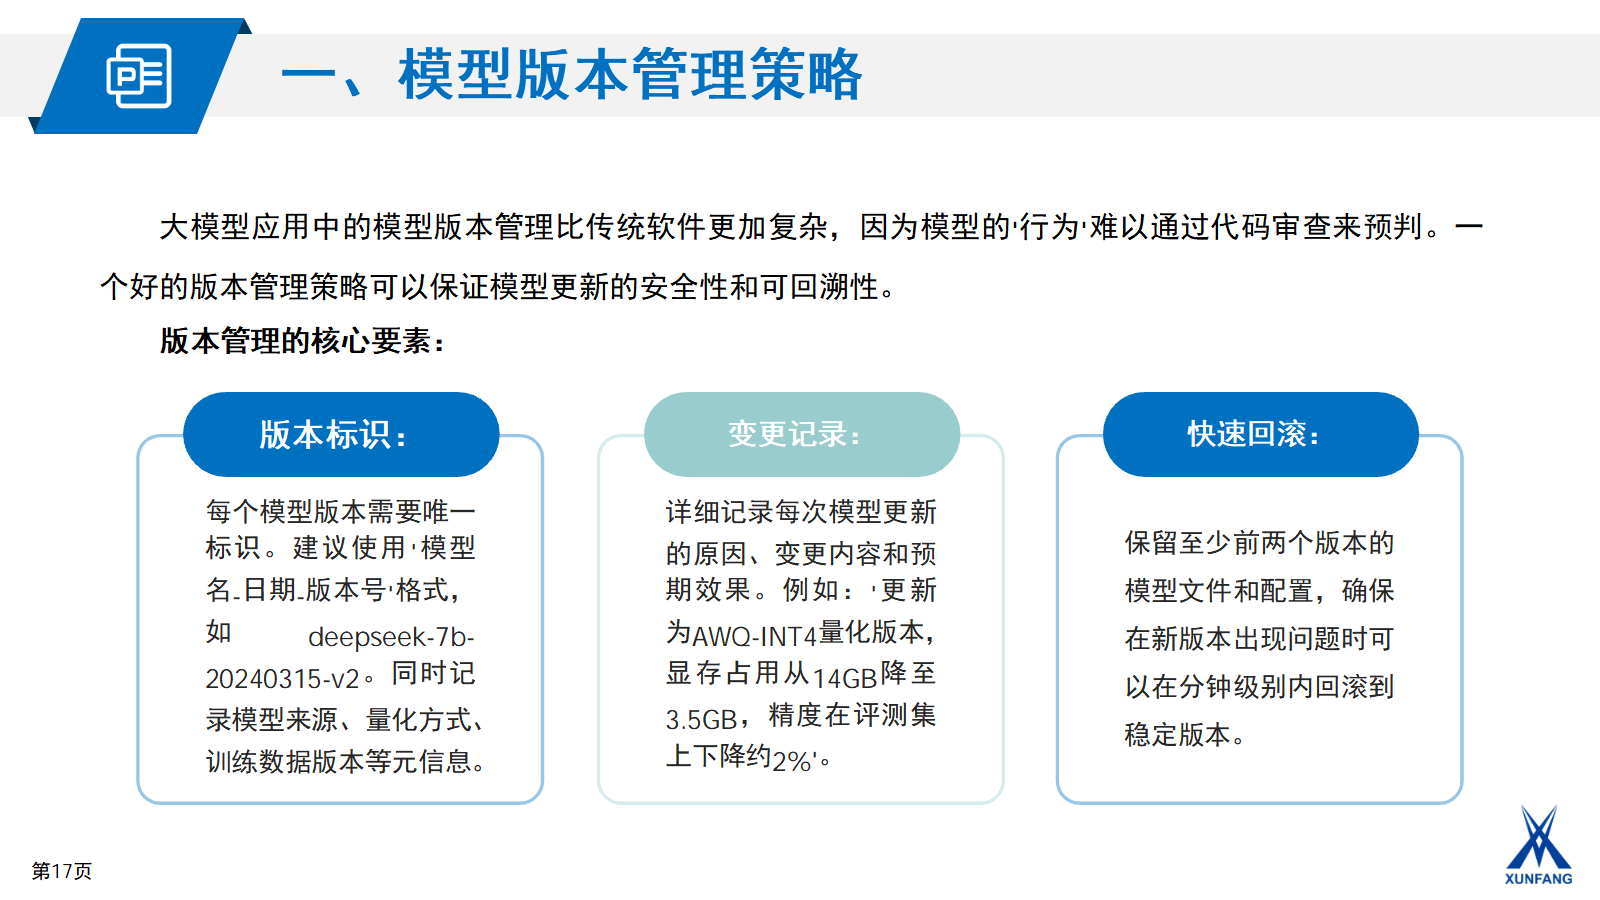 一、模型版本管理策略
大模型应用中的模型版本管理比传统软件更加复杂，因为模型的'行为'难以通过代码审查来预判。一
个好的版本管理策略可以保证模型更新的安全性和可回溯性。
版本管理的核心要素：
版本标识：
每个模型版本需要唯一
标识。建议使用'模型
名-日期-版本号'格式，
如 deepseek-7b-
20240315-v2。同时记
录模型来源、量化方式、
训练数据版本等元信息。
变更记录：
详细记录每次模型更新
的原因、变更内容和预
期效果。例如：'更新
为AWQ-INT4量化版本，
显存占用从14GB降至
3.5GB，精度在评测集
上下降约2%'。
快速回滚：
保留至少前两个版本的
模型文件和配置，确保
在新版本出现问题时可
以在分钟级别内回滚到
稳定版本。
第17页
XUNFANG